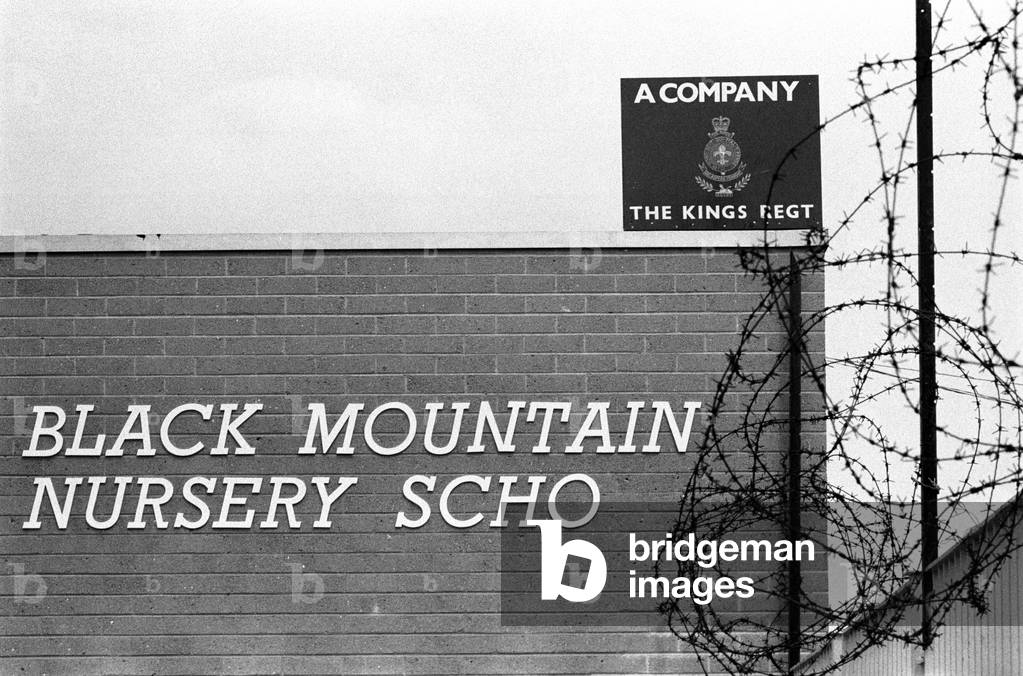 A COMPANY
THE KINGS REGT
BLACK MOUNTAIN
NURSERY SCHO
b bridgeman
images